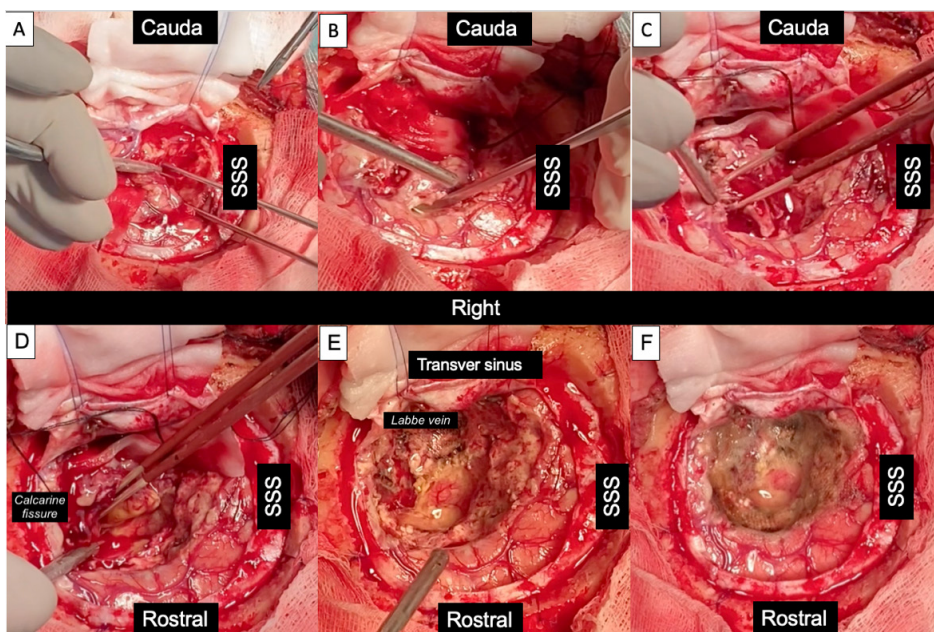 A
Cauda
SSS
B
Cauda
SSS
C
Cauda
SSS
Right
D
Calcarine
fissure
SSS
Rostral
E
Transver sinus
Labbe vein
SSS
Rostral
F
SSS
Rostral